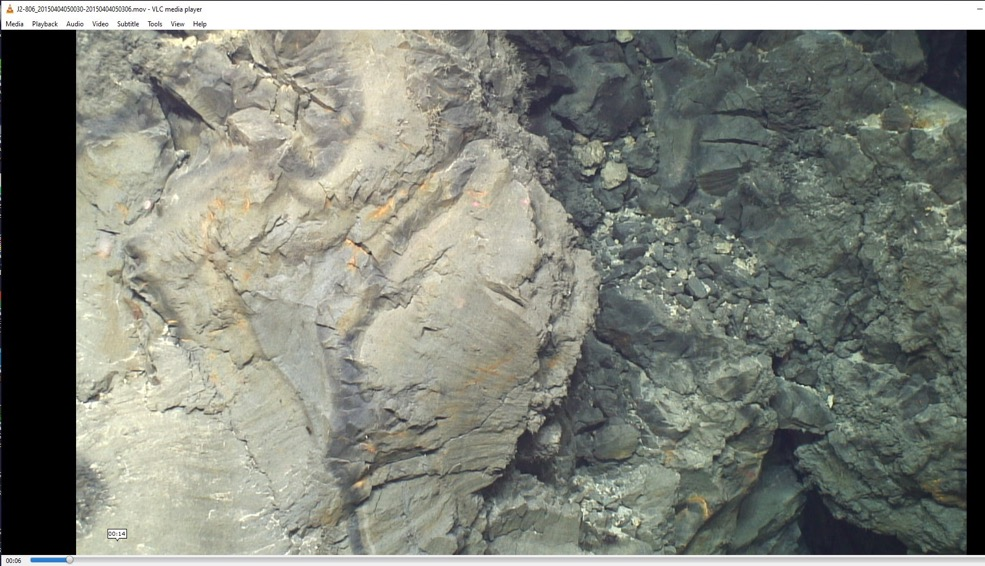 J2-806_20150404050030-20150404050306.mov - VLC media player
Media Playback Audio Video Subtitle Tools View Help
00:14
00:06